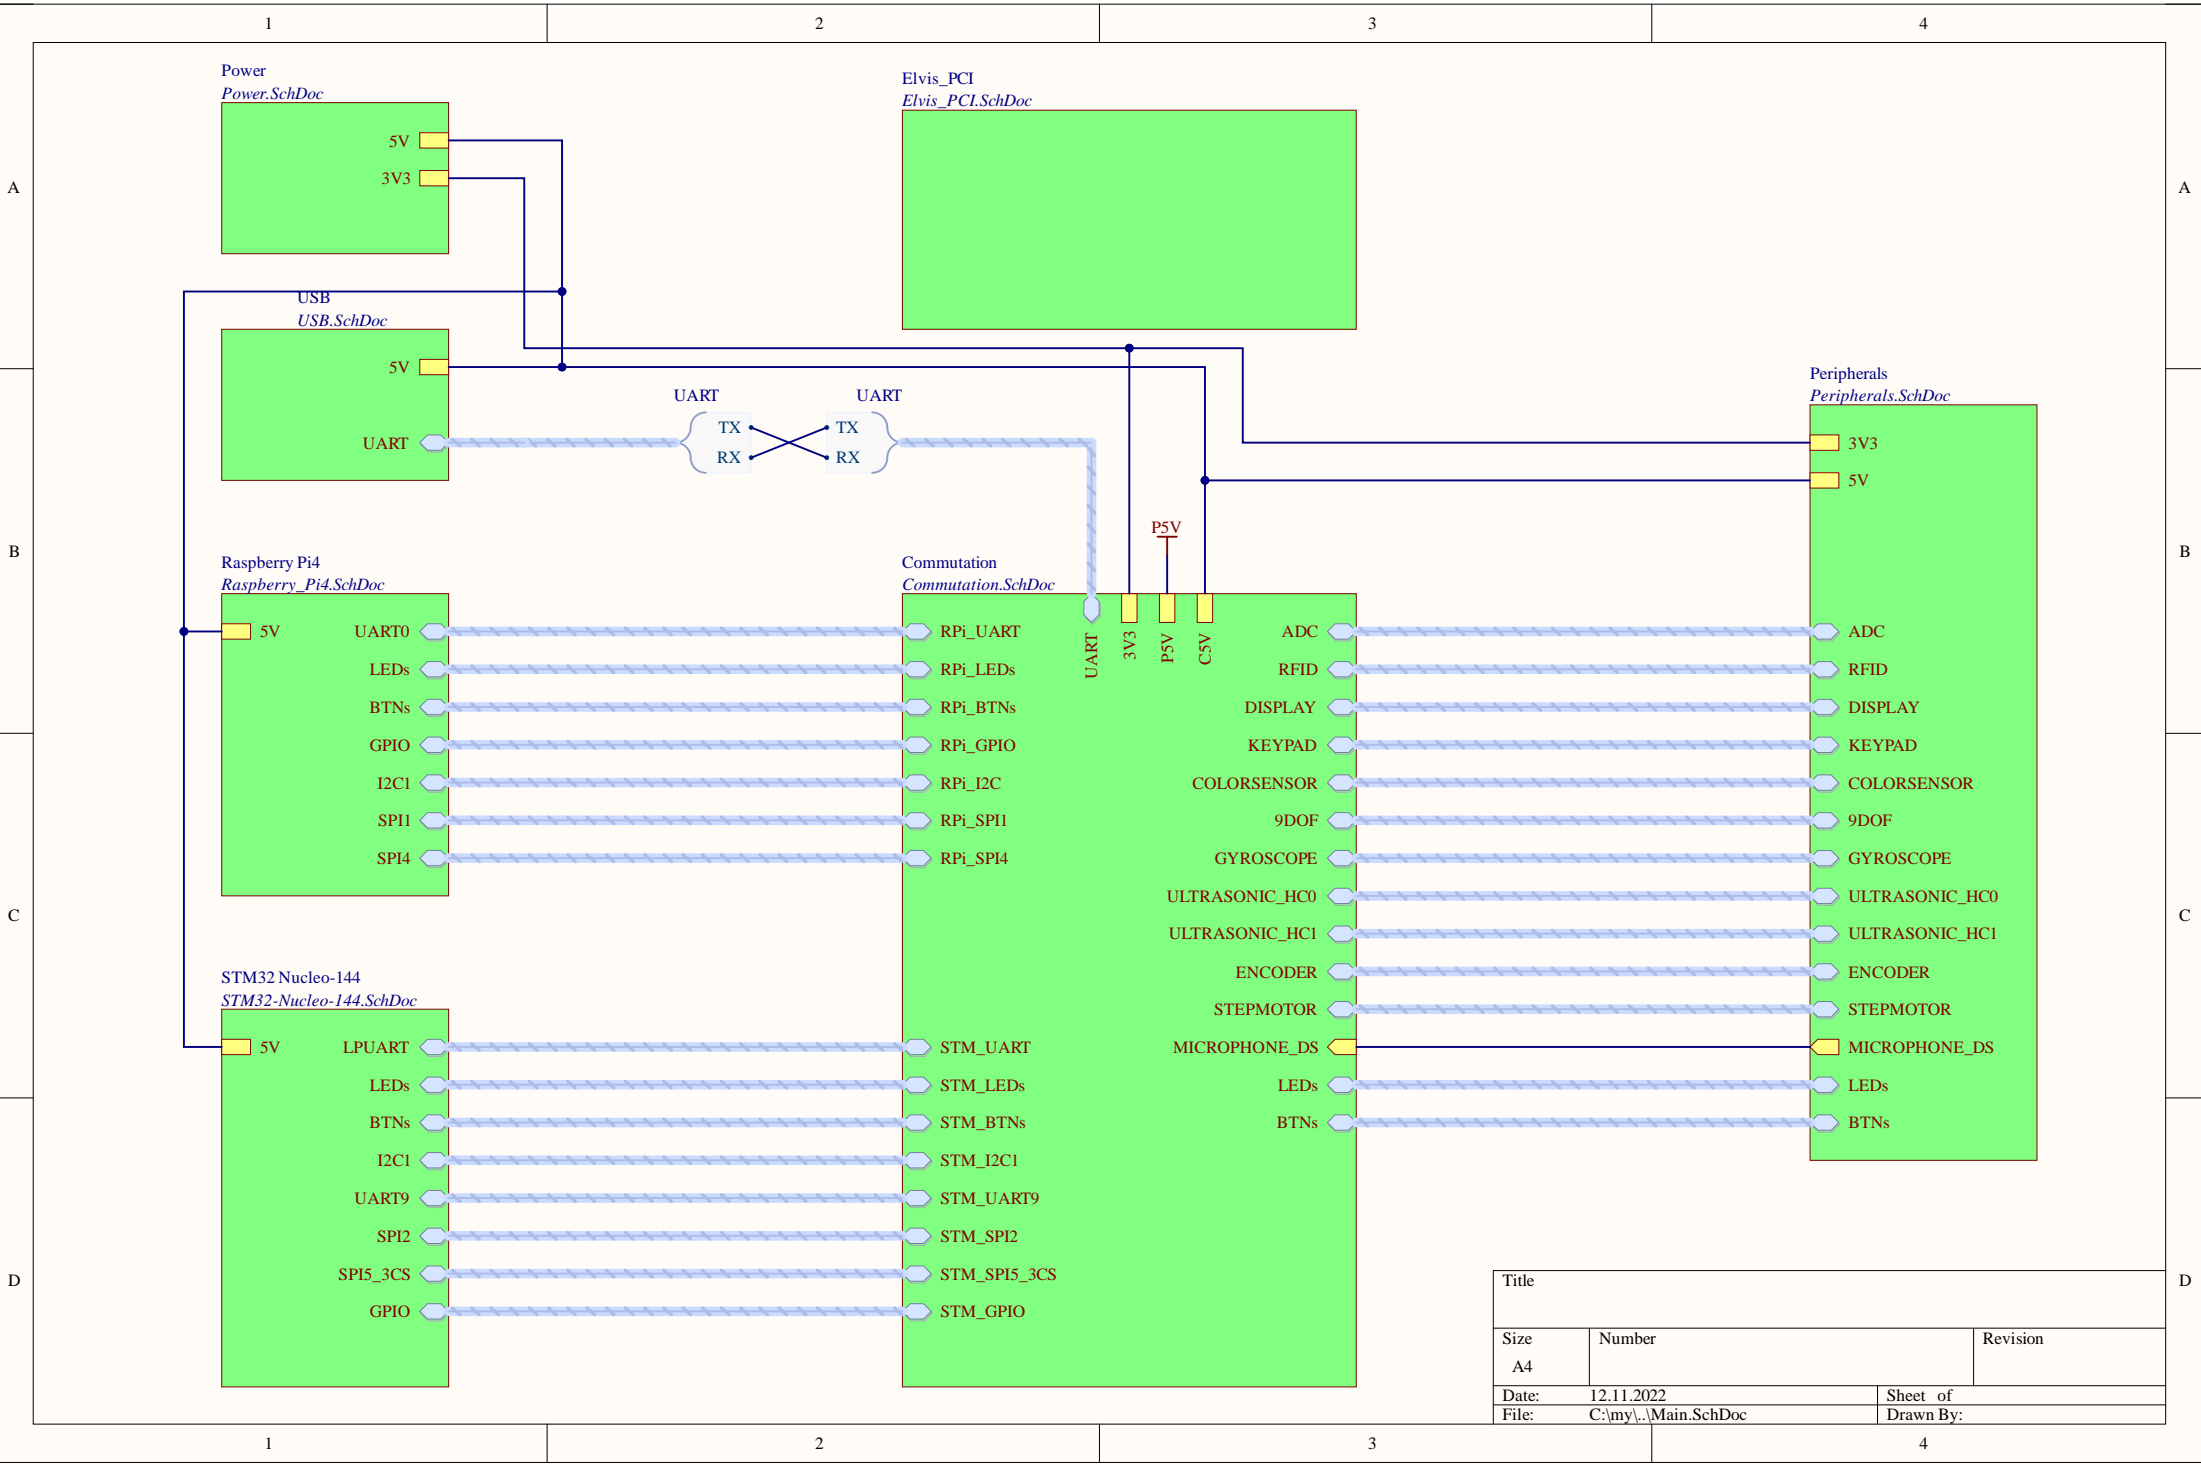 1 2 3 4
A
B
C
D
A
B
C
D
Power
Power.SchDoc
5V
3V3
Elvis_PCI
Elvis_PCI.SchDoc
USB
USB.SchDoc
5V
UART
UART
TX
RX
UART
TX
RX
P5V
Raspberry Pi4
Raspberry_Pi4.SchDoc
5V
UART0
LEDs
BTNs
GPIO
I2C1
SPI1
SPI4
STM32 Nucleo-144
STM32-Nucleo-144.SchDoc
5V
LPUART
LEDs
BTNs
I2C1
UART9
SPI2
SPI5_3CS
GPIO
Commutation
Commutation.SchDoc
UART
3V3
P5V
C5V
RPi_UART
RPi_LEDs
RPi_BTNs
RPi_GPIO
RPi_I2C
RPi_SPI1
RPi_SPI4
STM_UART
STM_LEDs
STM_BTNs
STM_I2C1
STM_UART9
STM_SPI2
STM_SPI5_3CS
STM_GPIO
ADC
RFID
DISPLAY
KEYPAD
COLORSENSOR
9DOF
GYROSCOPE
ULTRASONIC_HC0
ULTRASONIC_HC1
ENCODER
STEPMOTOR
MICROPHONE_DS
LEDs
BTNs
Peripherals
Peripherals.SchDoc
3V3
5V
ADC
RFID
DISPLAY
KEYPAD
COLORSENSOR
9DOF
GYROSCOPE
ULTRASONIC_HC0
ULTRASONIC_HC1
ENCODER
STEPMOTOR
MICROPHONE_DS
LEDs
BTNs
Title
Size Number Revision
A4
Date: 12.11.2022 Sheet of
File: C:\my\..\Main.SchDoc Drawn By:
1 2 3 4